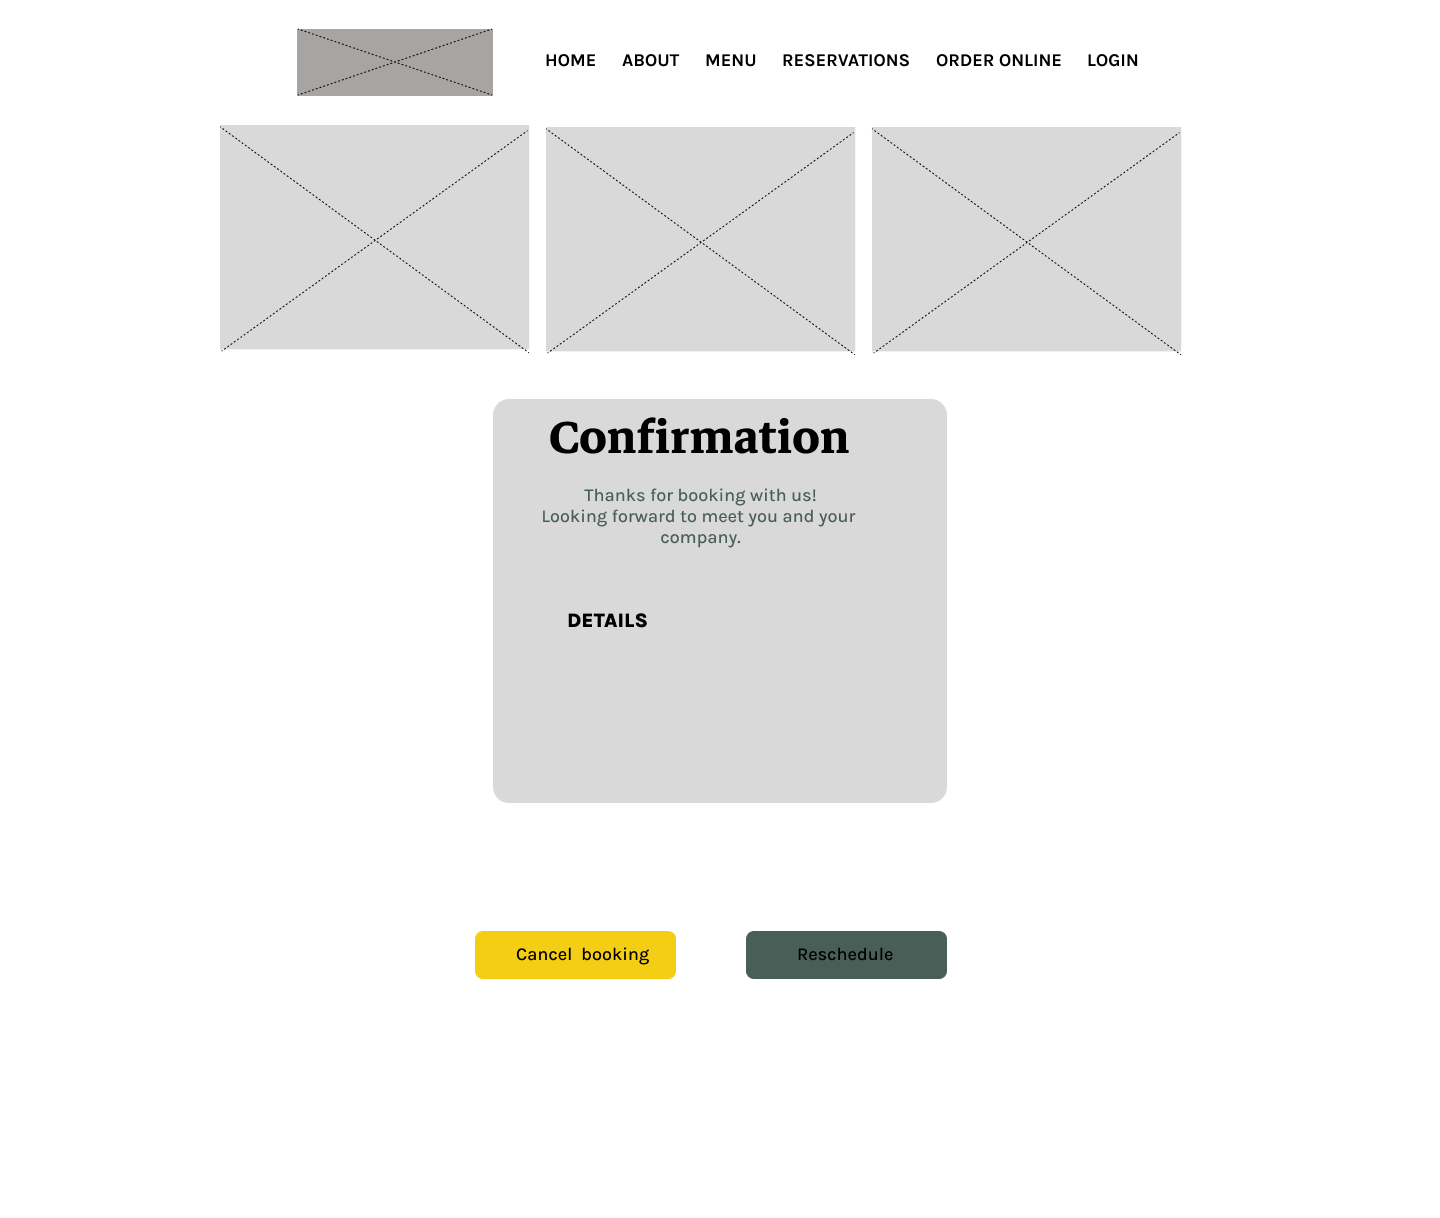 HOME ABOUT MENU RESERVATIONS ORDER ONLINE LOGIN
Confirmation
Thanks for booking with us!
Looking forward to meet you and your
company.
DETAILS
Cancel  booking
Reschedule